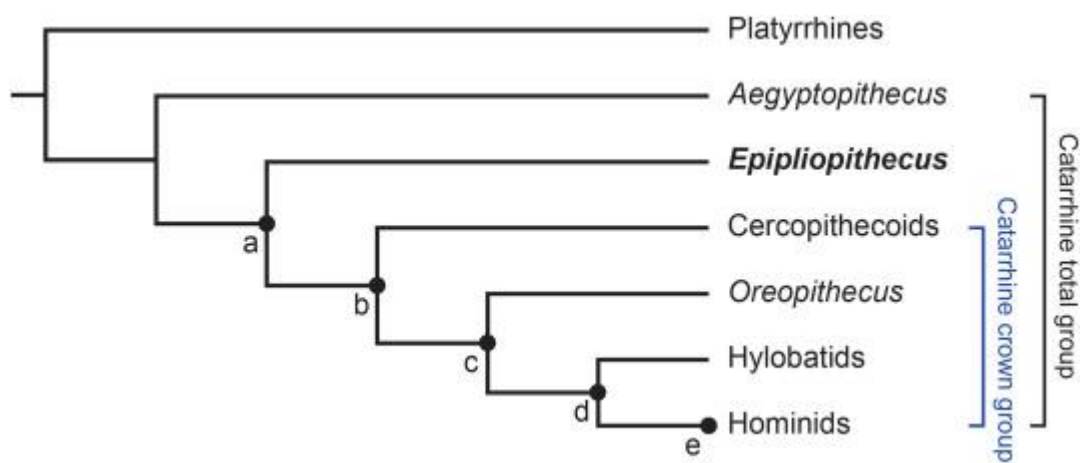 Platyrrhines
Aegyptopithecus
Epipliopithecus
a
Cercopithecoids
b
Oreopithecus
c
Hylobatids
d
Hominids
e
Catarrhine crown group
Catarrhine total group